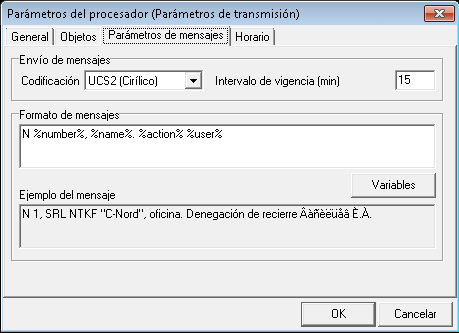 Parámetros del procesador (Parámetros de transmisión)
General Objetos Parámetros de mensajes Horario
Envío de mensajes
Codificación UCS2 (Cirílico) Intervalo de vigencia (min) 15
Formato de mensajes
N %number%, %name%. %action% %user%
Variables
Ejemplo del mensaje
N 1, SRL NTKF "C-Nord", oficina. Denegación de recierre Âàñèëüåâ È.À.
OK Cancelar